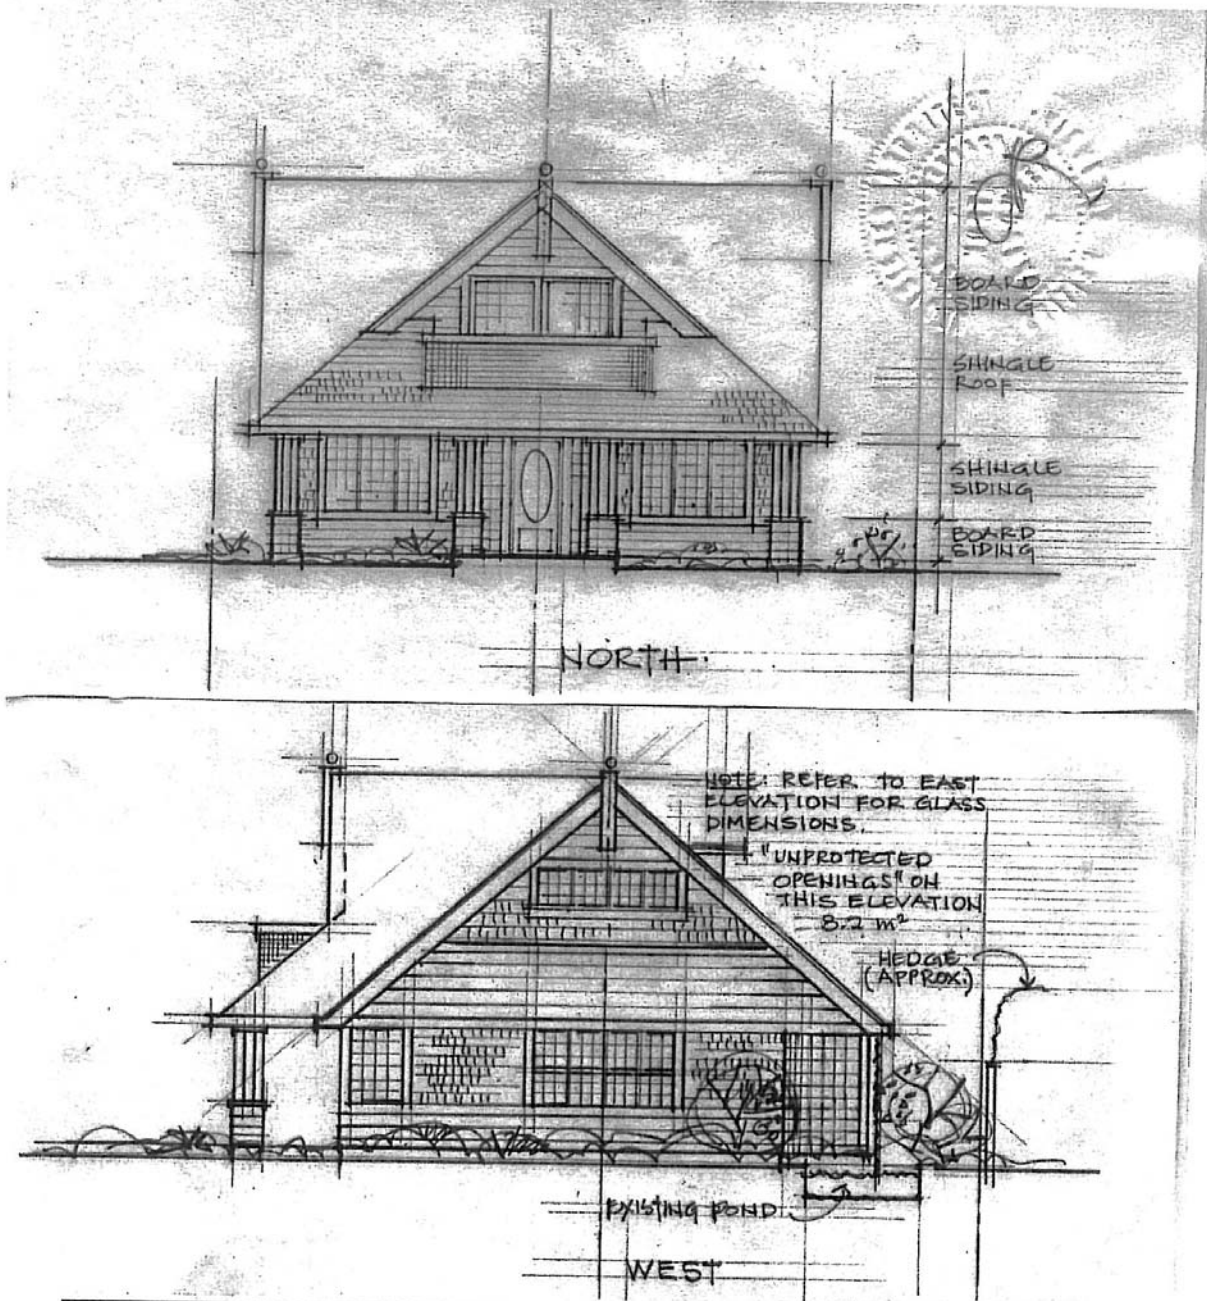 BOARD
SIDING
SHINGLE
ROOF
SHINGLE
SIDING
BOARD
SIDING
NORTH.
NOTE: REFER TO EAST
ELEVATION FOR GLASS
DIMENSIONS.
"UNPROTECTED
OPENINGS" ON
THIS ELEVATION
8.2 m²
HEDGE
(APPROX.)
EXISTING POND
WEST